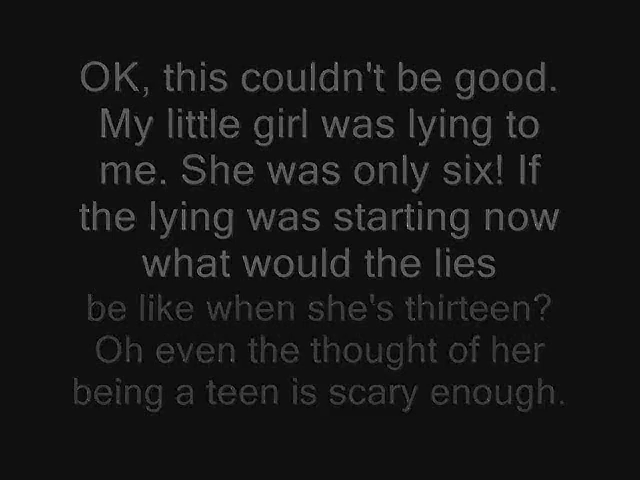 OK, this couldn't be good.
My little girl was lying to
me. She was only six! If
the lying was starting now
what would the lies
be like when she's thirteen?
Oh even the thought of her
being a teen is scary enough.